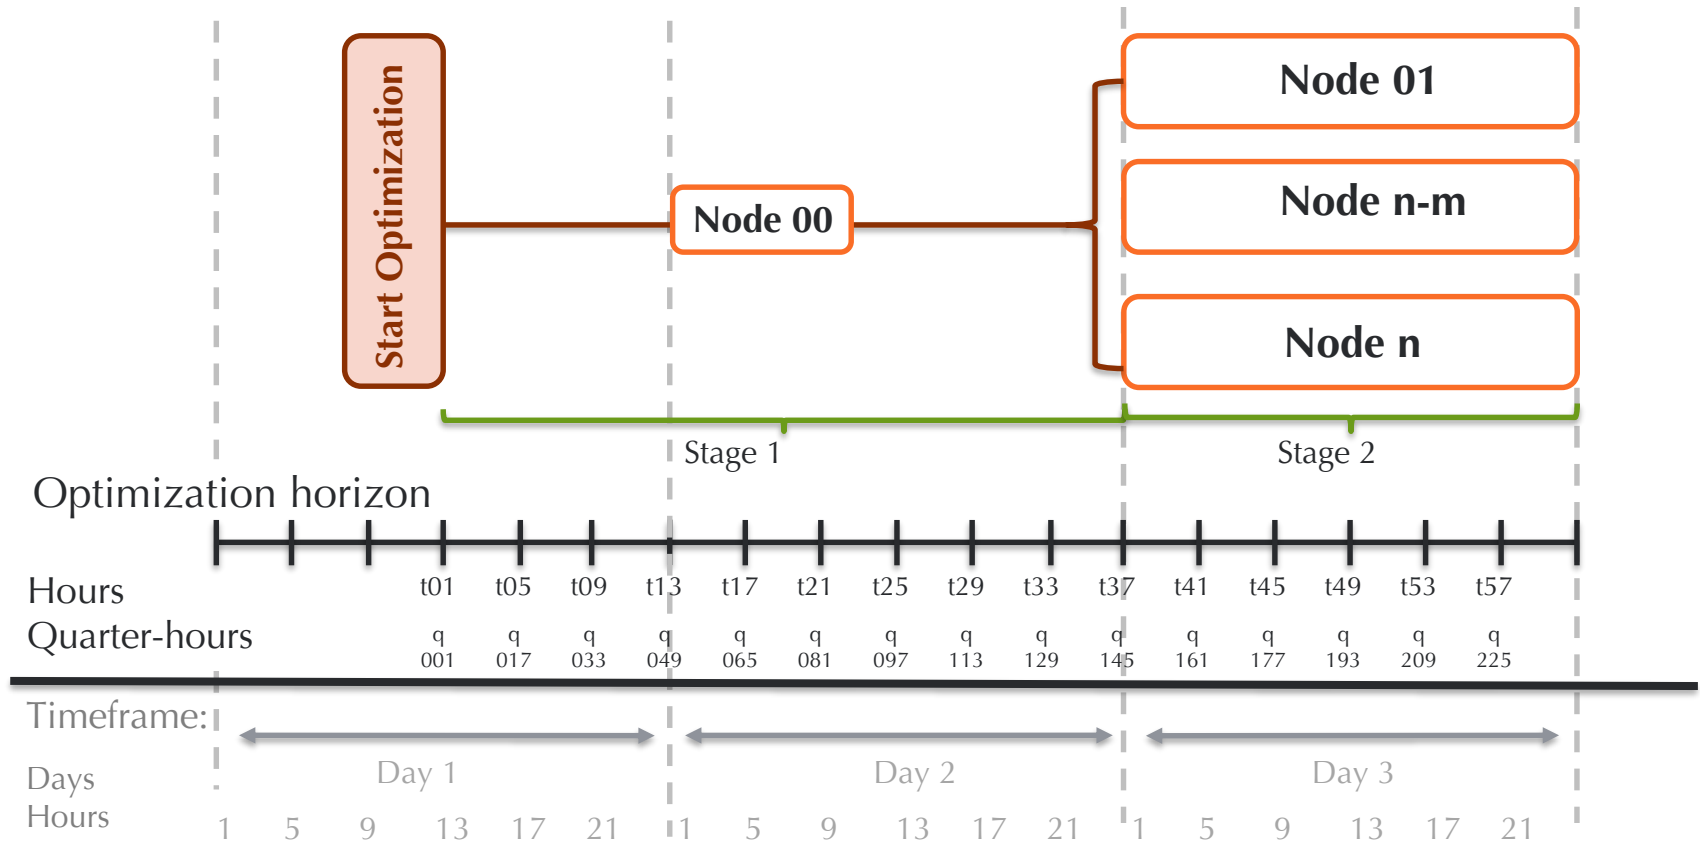 Start Optimization
Node 00
Node 01
Node n-m
Node n
Stage 1
Stage 2
Optimization horizon
Hours t01 t05 t09 t13 t17 t21 t25 t29 t33 t37 t41 t45 t49 t53 t57
Quarter-hours q q q q q q q q q q q q q q q
001 017 033 049 065 081 097 113 129 145 161 177 193 209 225
Timeframe:
Days Day 1 Day 2 Day 3
Hours 1 5 9 13 17 21 1 5 9 13 17 21 1 5 9 13 17 21